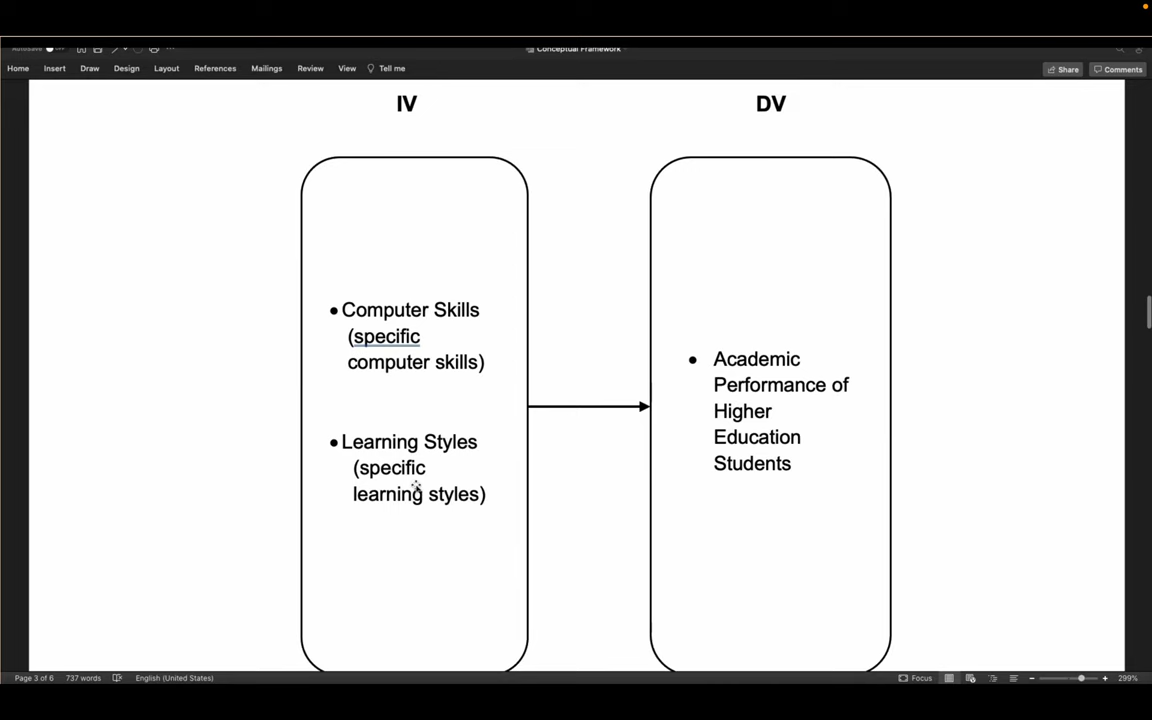 AutoSave OFF
Conceptual Framework
Home Insert Draw Design Layout References Mailings Review View Tell me
Share Comments
IV DV
• Computer Skills
(specific
computer skills)
• Learning Styles
(specific
learning styles)
• Academic
Performance of
Higher
Education
Students
Page 3 of 6 737 words English (United States) Focus 299%